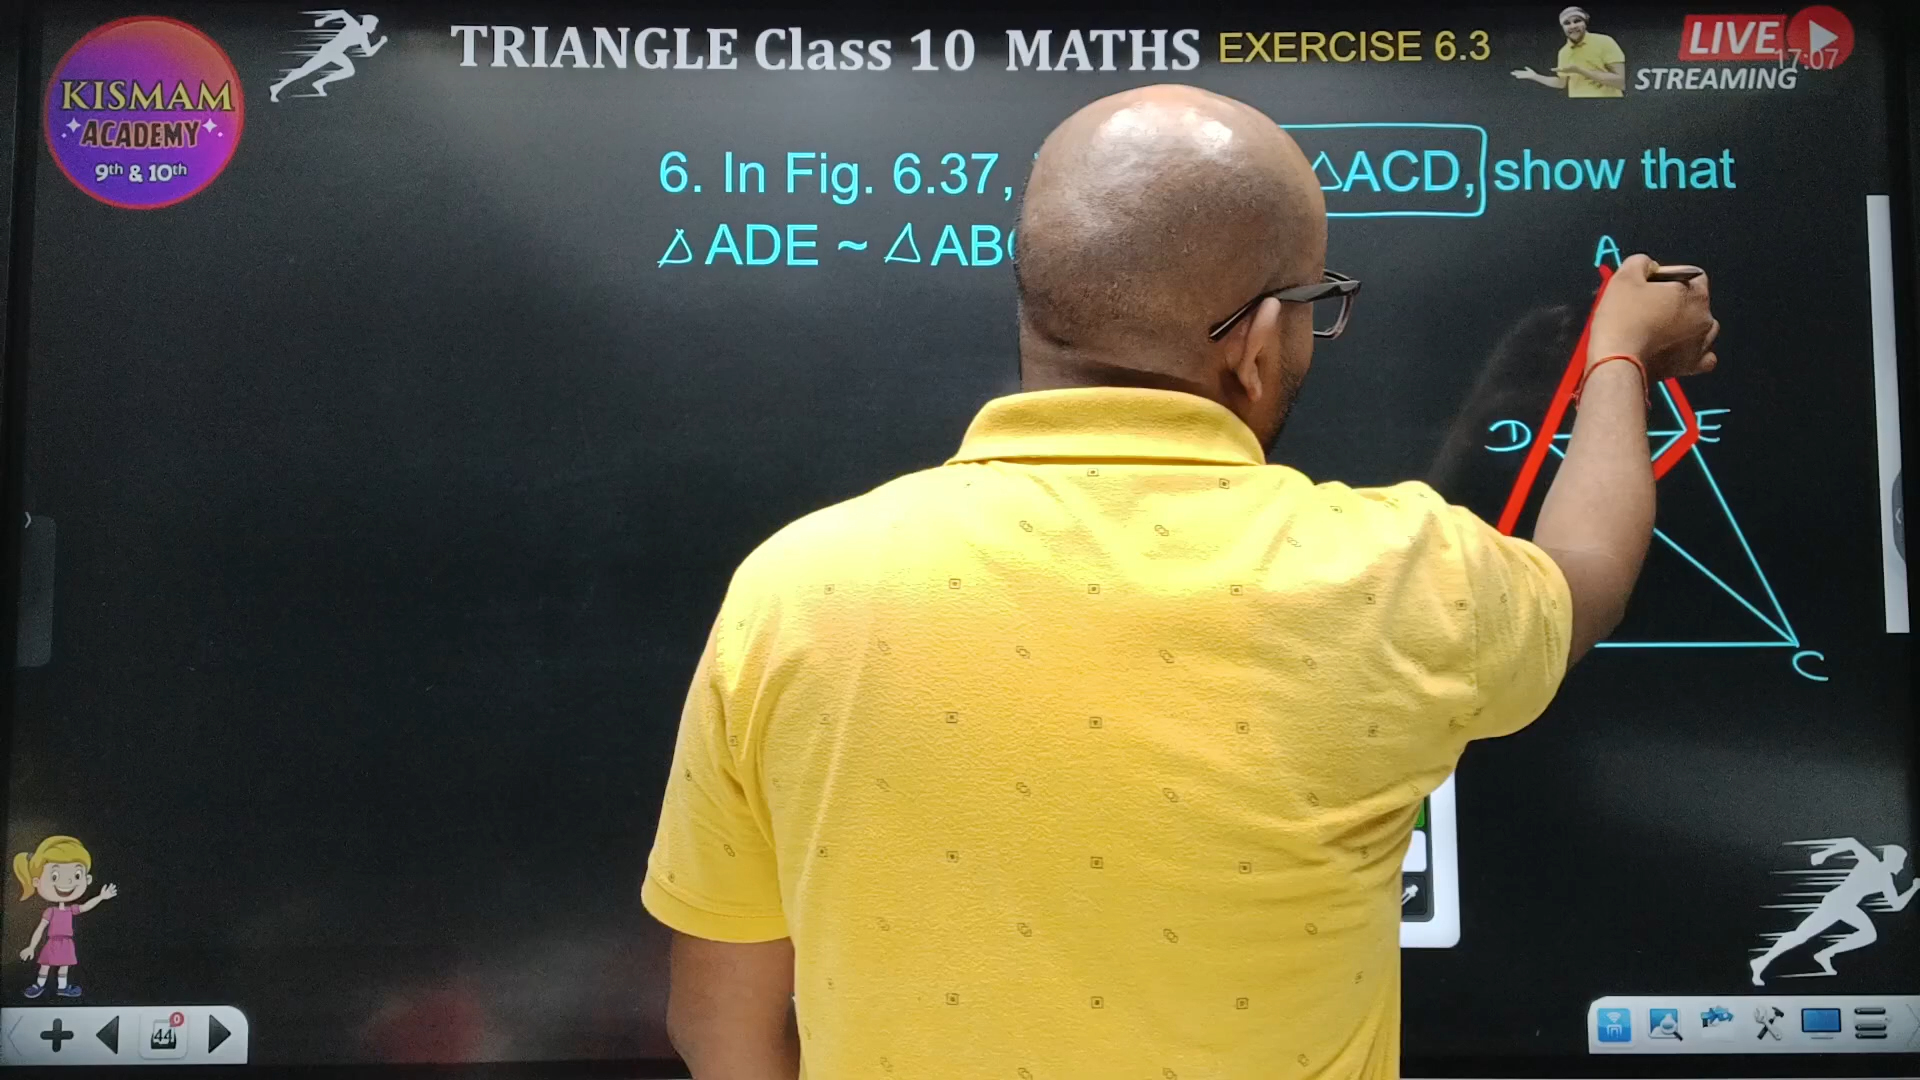 KISMAM
ACADEMY
9th & 10th
TRIANGLE Class 10 MATHS EXERCISE 6.3
LIVE
17:07
STREAMING
6. In Fig. 6.37, △ACD, show that
△ ADE ~ △ AB
A
D
E
C
44
0